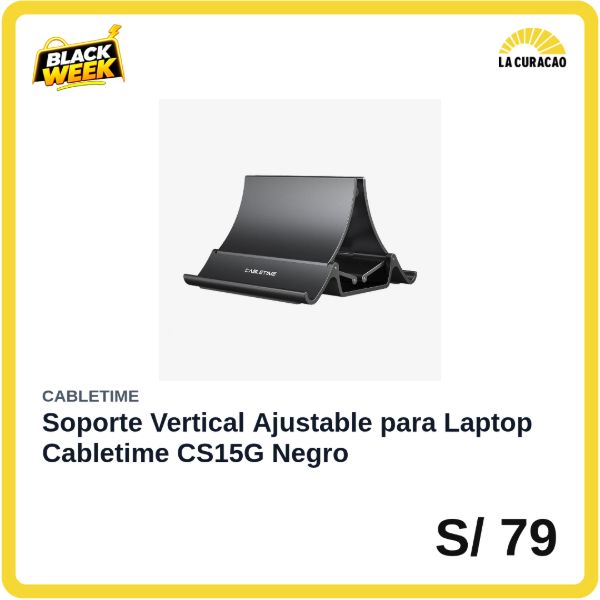 BLACK
WEEK
LA CURACAO
CABLETIME
CABLETIME
Soporte Vertical Ajustable para Laptop
Cabletime CS15G Negro
S/ 79